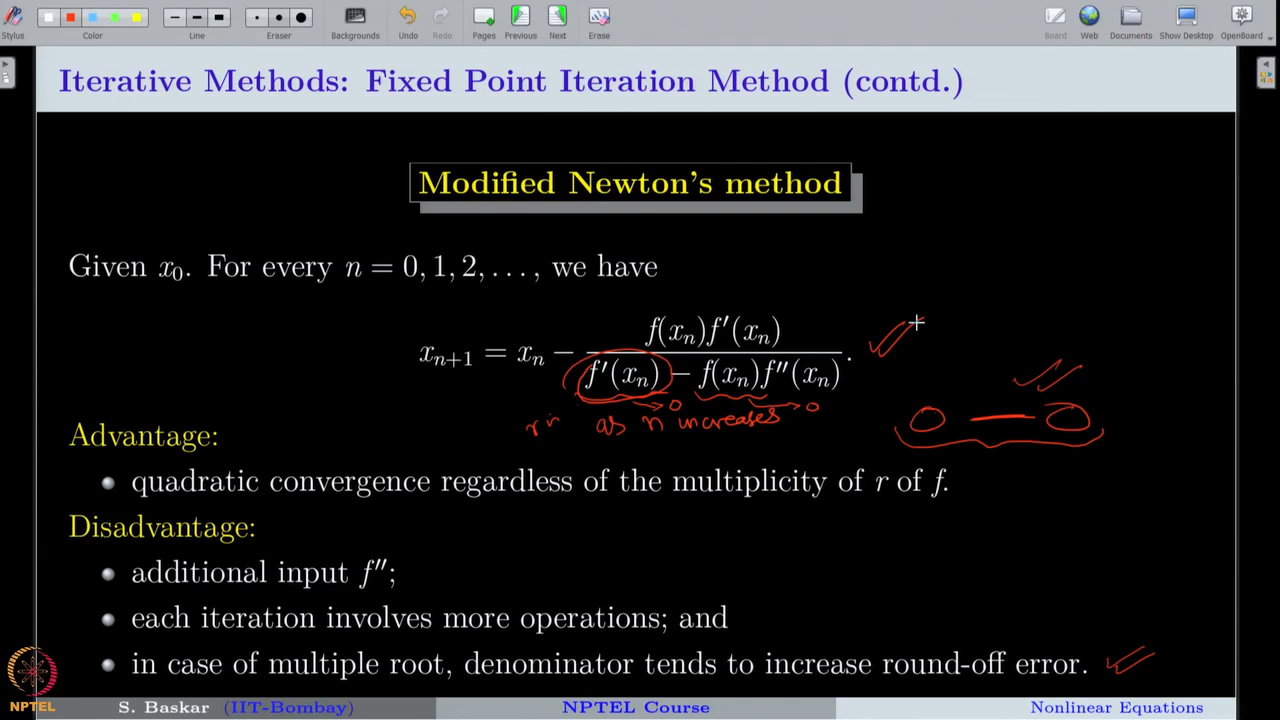 Stylus Color Line Eraser Backgrounds Undo Redo Pages Previous Next Erase Board Web Documents Show Desktop OpenBoard
Iterative Methods: Fixed Point Iteration Method (contd.)
Modified Newton's method
Given x₀. For every n = 0, 1, 2, . . . , we have
xₙ₊₁ = xₙ − f(xₙ)f′(xₙ) / f′(xₙ) − f(xₙ)f″(xₙ) .
→ 0 → 0
as n increases
0 — 0
Advantage:
quadratic convergence regardless of the multiplicity of r of f.
Disadvantage:
additional input f″;
each iteration involves more operations; and
in case of multiple root, denominator tends to increase round-off error.
NPTEL
S. Baskar (IIT-Bombay) NPTEL Course Nonlinear Equations